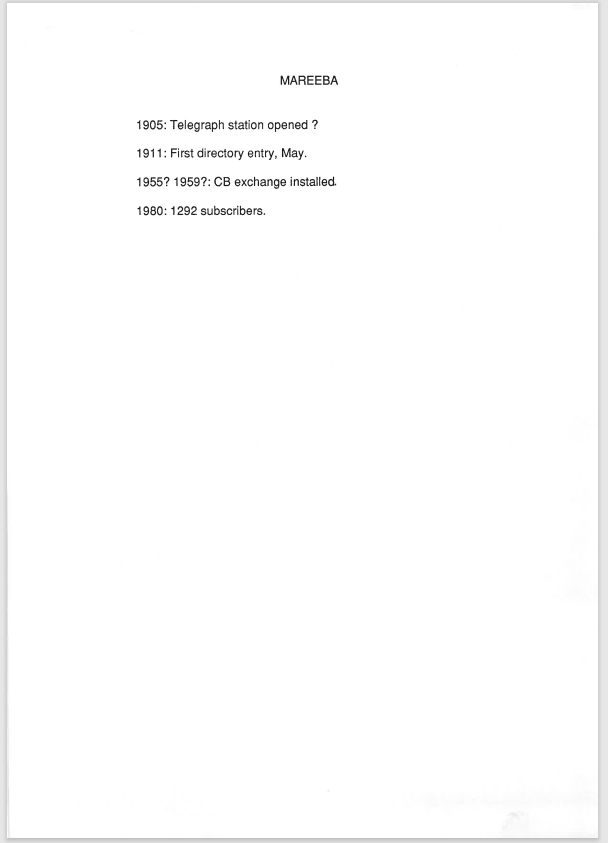 MAREEBA
1905: Telegraph station opened ?
1911: First directory entry, May.
1955? 1959?: CB exchange installed.
1980: 1292 subscribers.